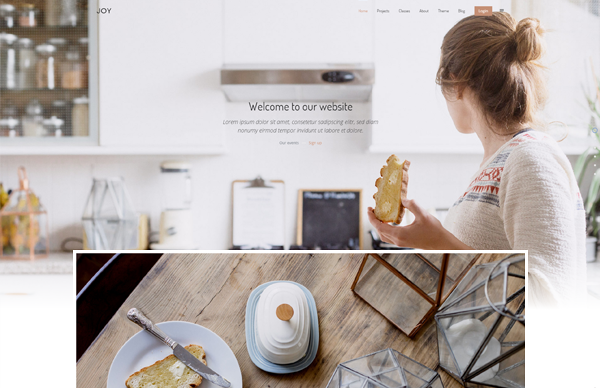 JOY
Home Projects Classes About Theme Blog Login
Welcome to our website
Lorem ipsum dolor sit amet, consetetur sadipscing elitr, sed diam
nonumy eirmod tempor invidunt ut labore et dolore.
Our events Sign up